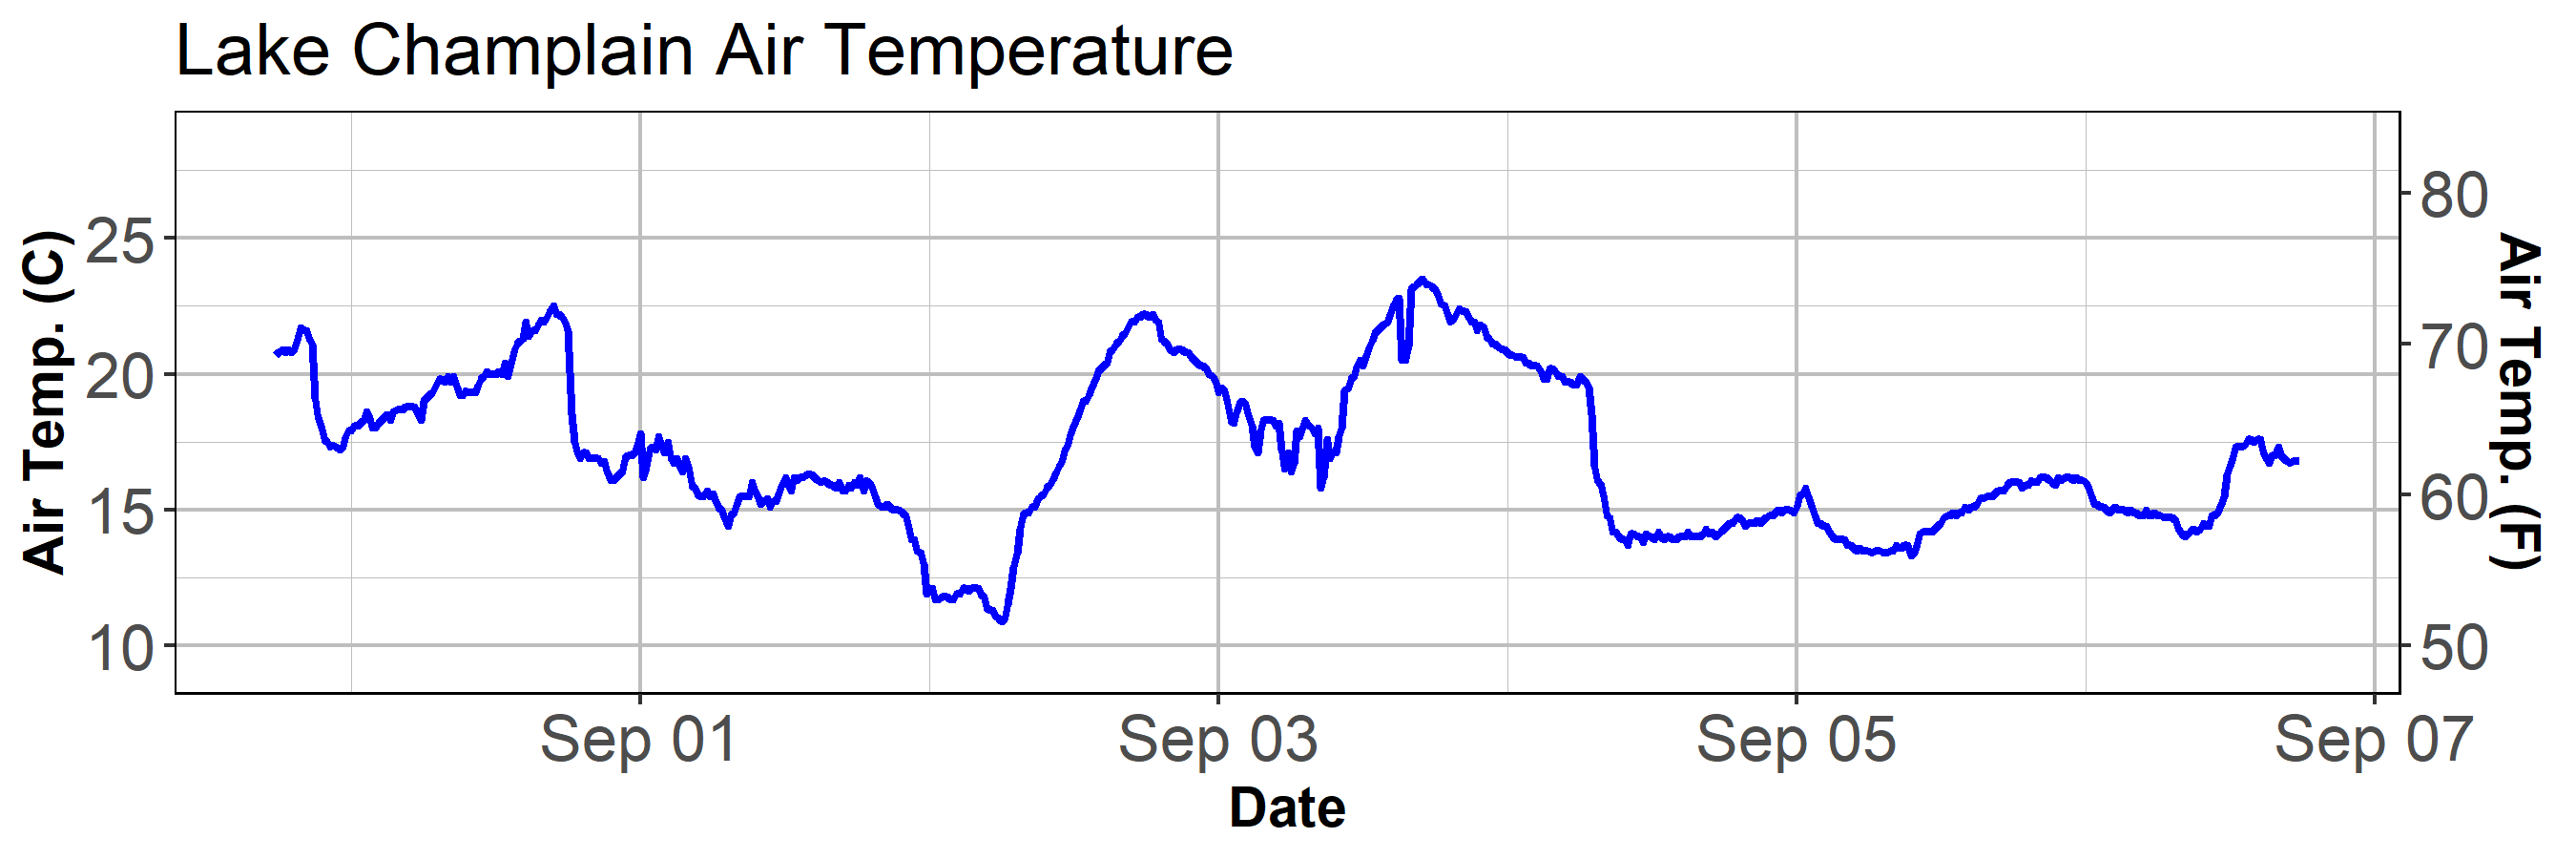 Lake Champlain Air Temperature
Air Temp. (C)
25
20
15
10
80
70
60
50
Air Temp. (F)
Sep 01 Sep 03 Sep 05 Sep 07
Date